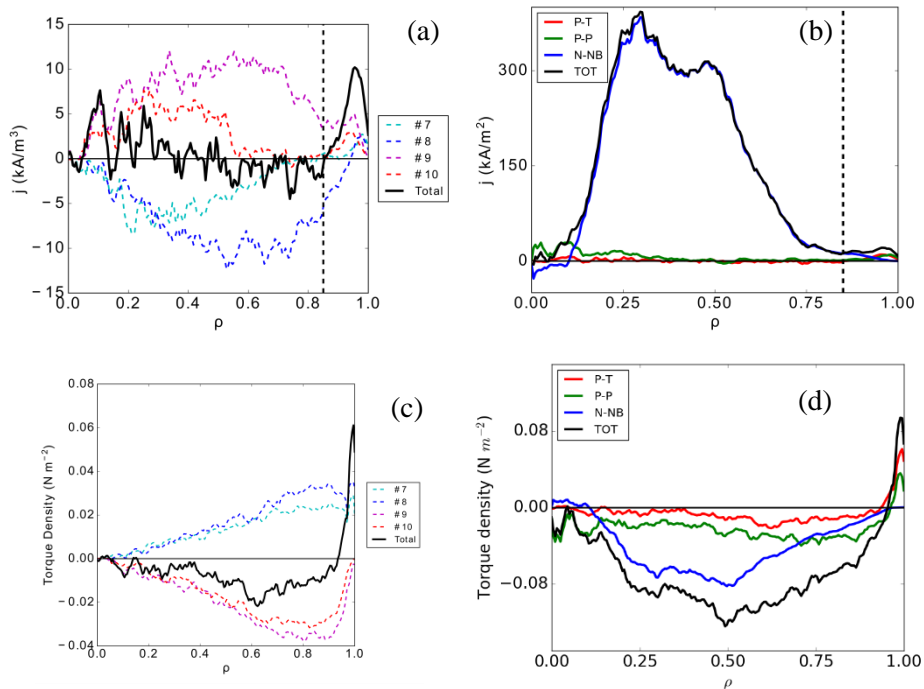 (a)
15
10
5
0
− 5
− 10
− 15
j (kA/m³)
0.0 0.2 0.4 0.6 0.8 1.0
ρ
# 7
# 8
# 9
# 10
Total
(b)
P-T
P-P
N-NB
TOT
300
150
0
j (kA/m²)
0.00 0.25 0.50 0.75 1.00
ρ
(c)
0.08
0.06
0.04
0.02
0.00
−0.02
−0.04
Torque Density (N m⁻²)
0.0 0.2 0.4 0.6 0.8 1.0
ρ
# 7
# 8
# 9
# 10
Total
(d)
P-T
P-P
N-NB
TOT
0.08
0.00
−0.08
Torque density (N m⁻²)
0.00 0.25 0.50 0.75 1.00
ρ